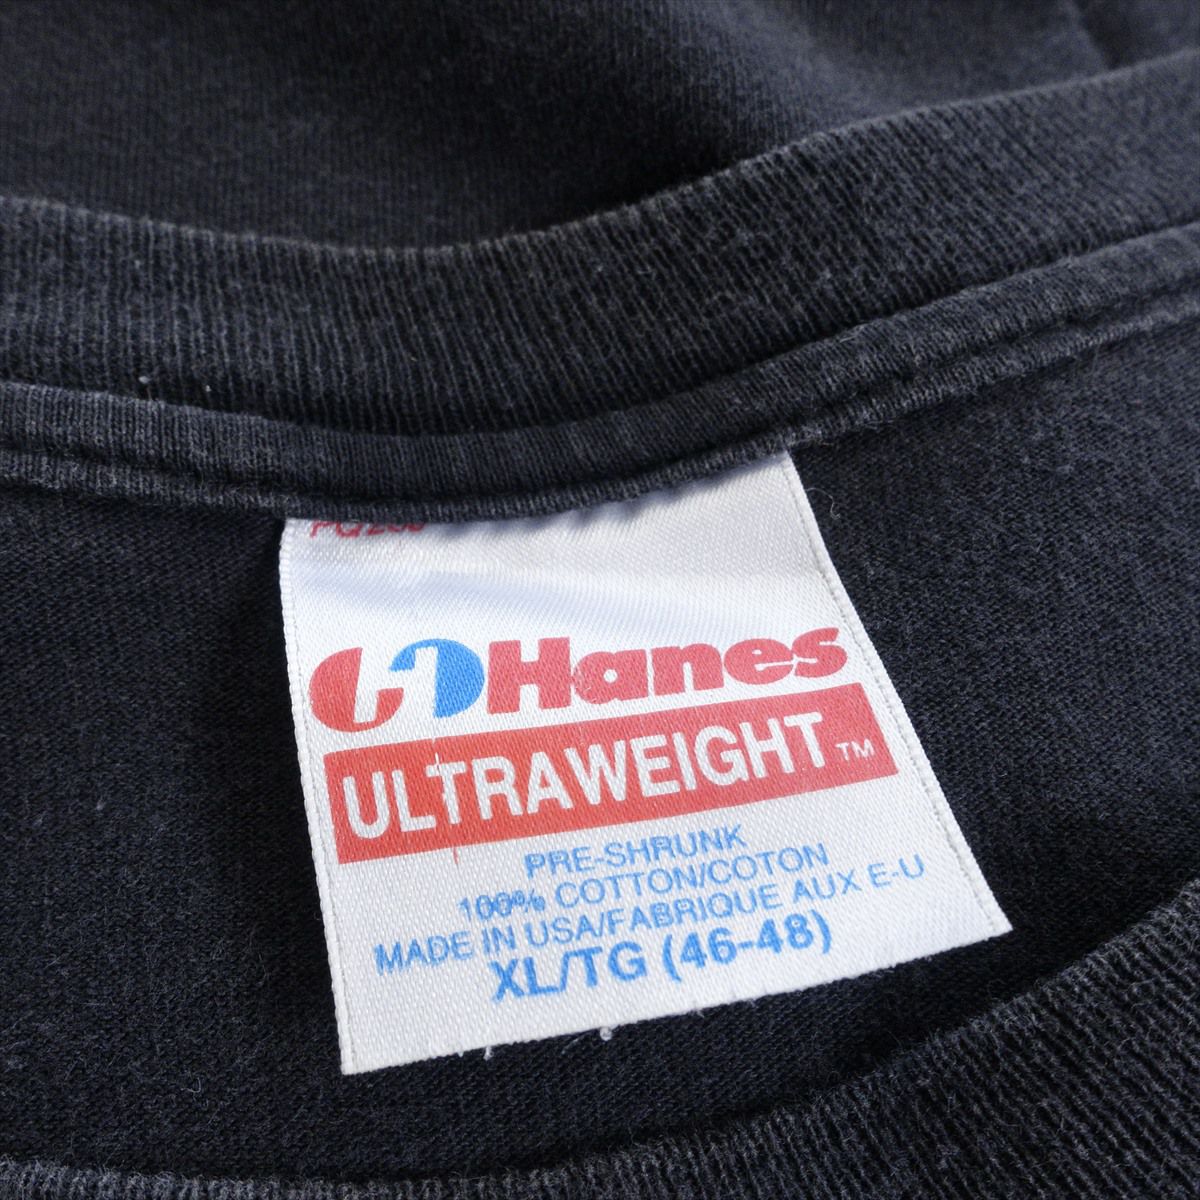 Hanes
ULTRAWEIGHT™
PRE-SHRUNK
100% COTTON/COTON
MADE IN USA/FABRIQUE AUX E-U
XL/TG (46-48)